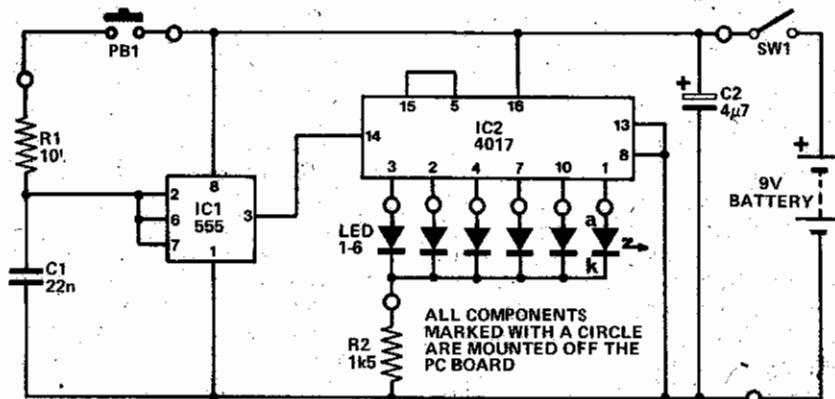 PB1
SW1
R1
C1
22n
2
6
7
8
IC1
555
3
1
15
5
16
IC2
4017
14
13
8
3
2
4
7
10
1
LED
1-6
a
k
R2
1k5
ALL COMPONENTS
MARKED WITH A CIRCLE
ARE MOUNTED OFF THE
PC BOARD
+
C2
4μ7
+
9V
BATTERY